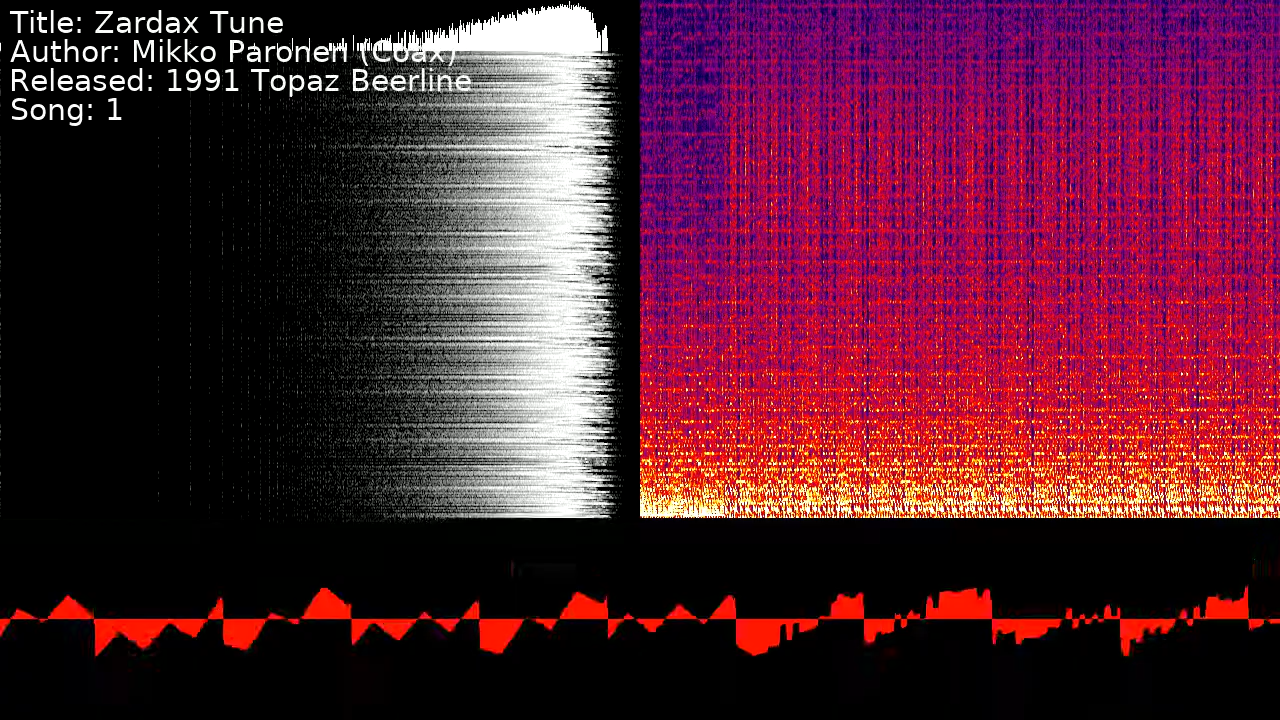 Title: Zardax Tune
Author: Mikko Paronen (Coax)
Released: 1991 Topaz Beerline
Song: 1